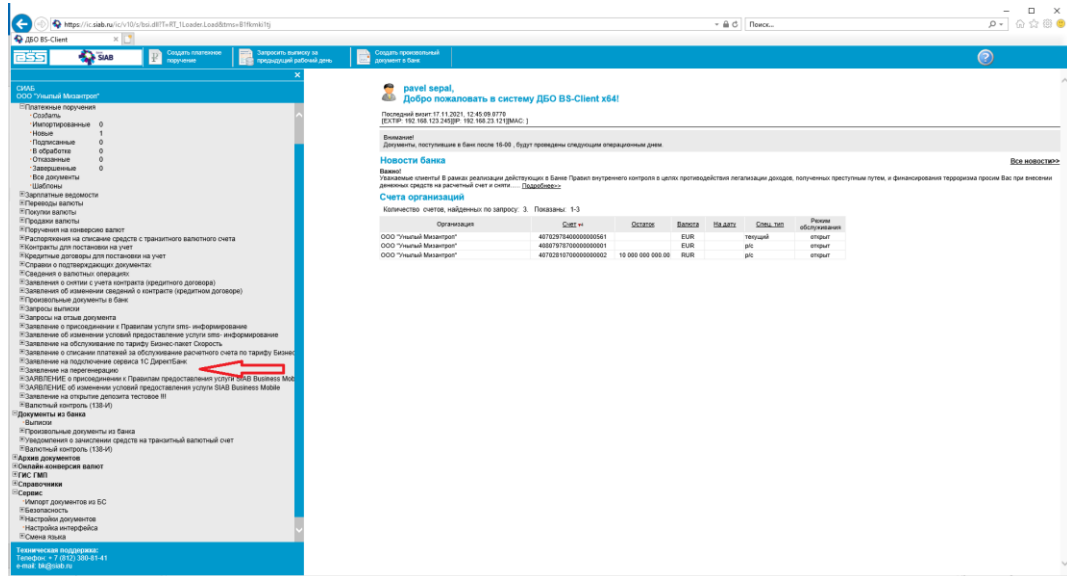 https://ic.siab.ru/ic/v10/s/bsi.dll?T=RT_1Loader.Load&tms=
Поиск...
ДБО BS-Client
BSS
SIAB
Создать платежное
поручение
Запросить выписку за
предыдущий рабочий день
Создать произвольный
документ в банк
СИАБ
ООО "Унылый Мизантроп"
Платежные поручения
Создать
Импортированные 0
Новые 1
Подписанные 0
В обработке 0
Отказанные 0
Завершенные 0
Все документы
Шаблоны
Зарплатные ведомости
Переводы валюты
Покупки валюты
Продажи валюты
Поручения на конверсию валют
Распоряжения на списание средств с транзитного валютного счета
Контракты для постановки на учет
Кредитные договоры для постановки на учет
Справки о подтверждающих документах
Сведения о валютных операциях
Заявления о снятии с учета контракта (кредитного договора)
Заявления об изменении сведений о контракте (кредитном договоре)
Произвольные документы в банк
Запросы выписки
Запросы на отзыв документа
Заявление о присоединении к Правилам услуги sms- информирование
Заявление об изменении условий предоставление услуги sms- информирование
Заявление на обслуживание по тарифу Бизнес-пакет Скорость
Заявление о списании платежей за обслуживание расчетного счета по тарифу Бизнес
Заявление на подключение сервиса 1С ДиректБанк
Заявление на перегенерацию
ЗАЯВЛЕНИЕ о присоединении к Правилам предоставления услуги SIAB Business Mob
ЗАЯВЛЕНИЕ об изменении условий предоставления услуги SIAB Business Mobile
Заявление на открытие депозита тестовое !!!
Валютный контроль (138-И)
Документы из банка
Выписки
Произвольные документы из банка
Уведомления о зачислении средств на транзитный валютный счет
Валютный контроль (138-И)
Архив документов
Онлайн-конверсия валют
ГИС ГМП
Справочники
Сервис
Импорт документов из БС
Безопасность
Настройки документов
Настройка интерфейса
Смена языка
Техническая поддержка:
Телефон: + 7 (812) 380-81-41
e-mail: bk@siab.ru
pavel sepal,
Добро пожаловать в систему ДБО BS-Client x64!
Последний визит:17.11.2021, 12:45:09.0770
[EXTIP: 192.168.123.245][IP: 192.168.23.121][MAC: ]
Внимание!
Документы, поступившие в банк после 16-00 , будут проведены следующим операционным днем.
Новости банка
Все новости>>
Важно!
Уважаемые клиенты! В рамках реализации действующих в Банке Правил внутреннего контроля в целях противодействия легализации доходов, полученных преступным путем, и финансирования терроризма просим Вас при внесении
денежных средств на расчетный счет и сняти..... Подробнее>>
Счета организаций
Количество счетов, найденных по запросу: 3. Показаны: 1-3
Организация Счет Остаток Валюта На дату Спец. тип Режим обслуживания
ООО "Унылый Мизантроп" 40702978400000000561 EUR текущий открыт
ООО "Унылый Мизантроп" 40807978700000000001 EUR р/с открыт
ООО "Унылый Мизантроп" 40702810700000000002 10 000 000 000.00 RUR р/с открыт